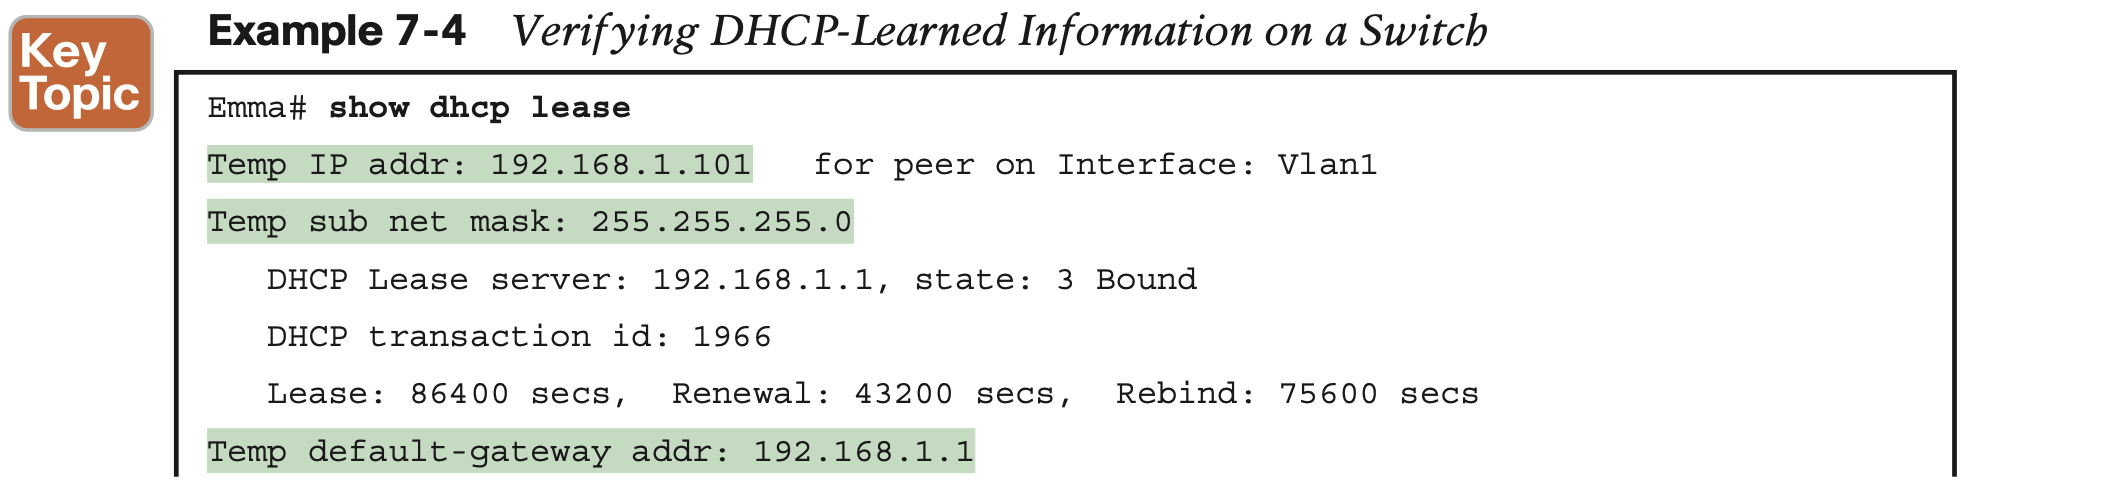 Key
Topic
Example 7-4 Verifying DHCP-Learned Information on a Switch
Emma# show dhcp lease
Temp IP addr: 192.168.1.101   for peer on Interface: Vlan1
Temp sub net mask: 255.255.255.0
   DHCP Lease server: 192.168.1.1, state: 3 Bound
   DHCP transaction id: 1966
   Lease: 86400 secs,  Renewal: 43200 secs,  Rebind: 75600 secs
Temp default-gateway addr: 192.168.1.1